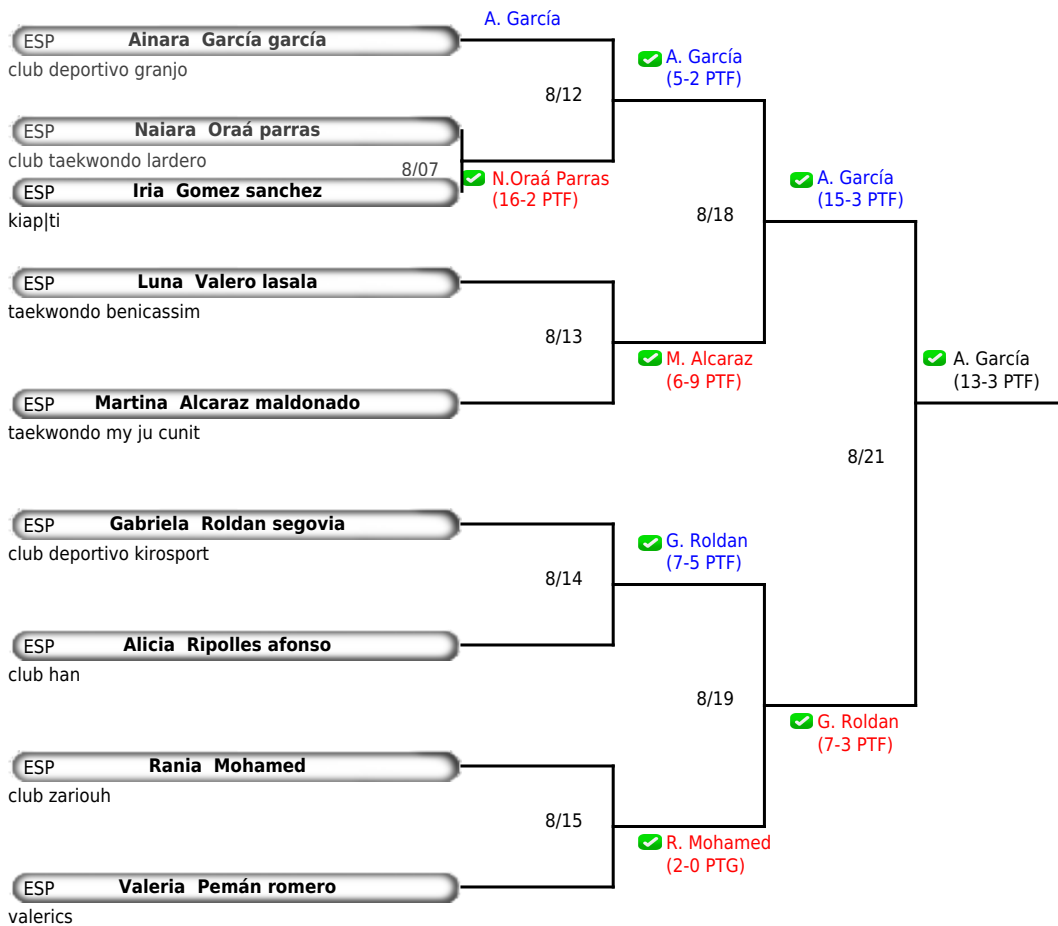 A. García
ESP Ainara García garcía
club deportivo granjo
A. García
(5-2 PTF)
8/12
ESP Naiara Oraá parras
club taekwondo lardero
8/07
N.Oraá Parras
(16-2 PTF)
ESP Iria Gomez sanchez
kiap|ti
A. García
(15-3 PTF)
8/18
ESP Luna Valero lasala
taekwondo benicassim
8/13
M. Alcaraz
(6-9 PTF)
A. García
(13-3 PTF)
ESP Martina Alcaraz maldonado
taekwondo my ju cunit
8/21
ESP Gabriela Roldan segovia
club deportivo kirosport
G. Roldan
(7-5 PTF)
8/14
ESP Alicia Ripolles afonso
club han
8/19
G. Roldan
(7-3 PTF)
ESP Rania Mohamed
club zariouh
8/15
R. Mohamed
(2-0 PTG)
ESP Valeria Pemán romero
valerics